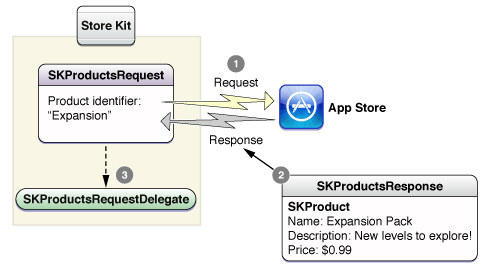 Store Kit
SKProductsRequest
Product identifier:
“Expansion”
1
Request
App Store
Response
2
3
SKProductsRequestDelegate
SKProductsResponse
SKProduct
Name: Expansion Pack
Description: New levels to explore!
Price: $0.99